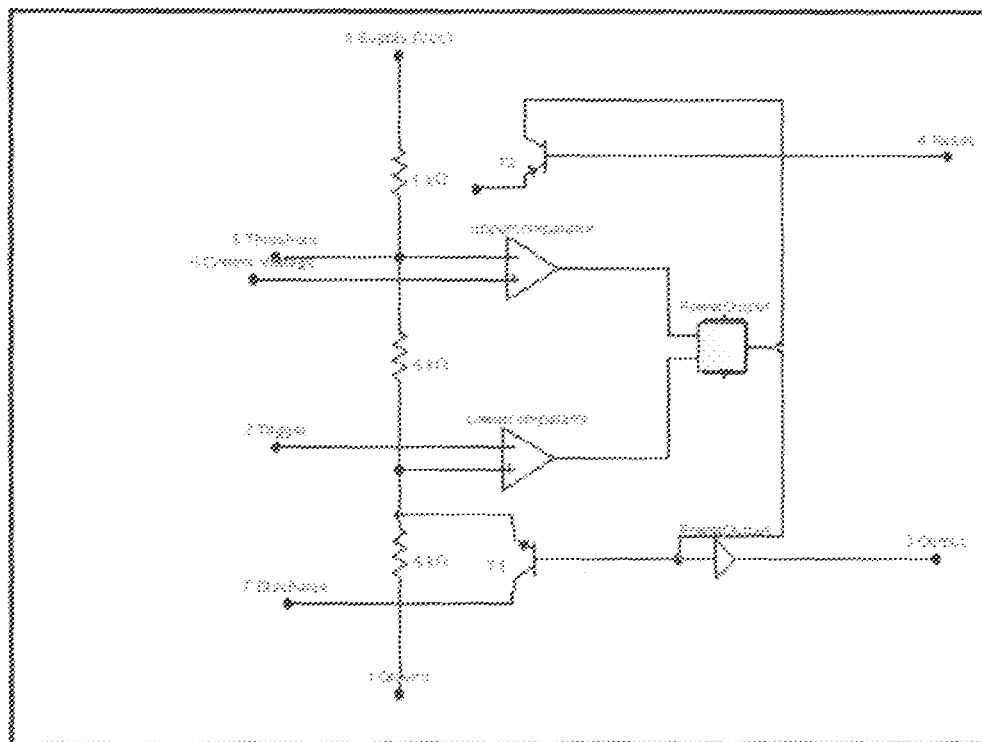 8 Supply (Vcc)
4 Reset
T2
5 kΩ
Upper comparator
6 Threshold
5 Control voltage
5 kΩ
2 Trigger
Lower comparator
3 Output
5 kΩ
T1
7 Discharge
1 Ground